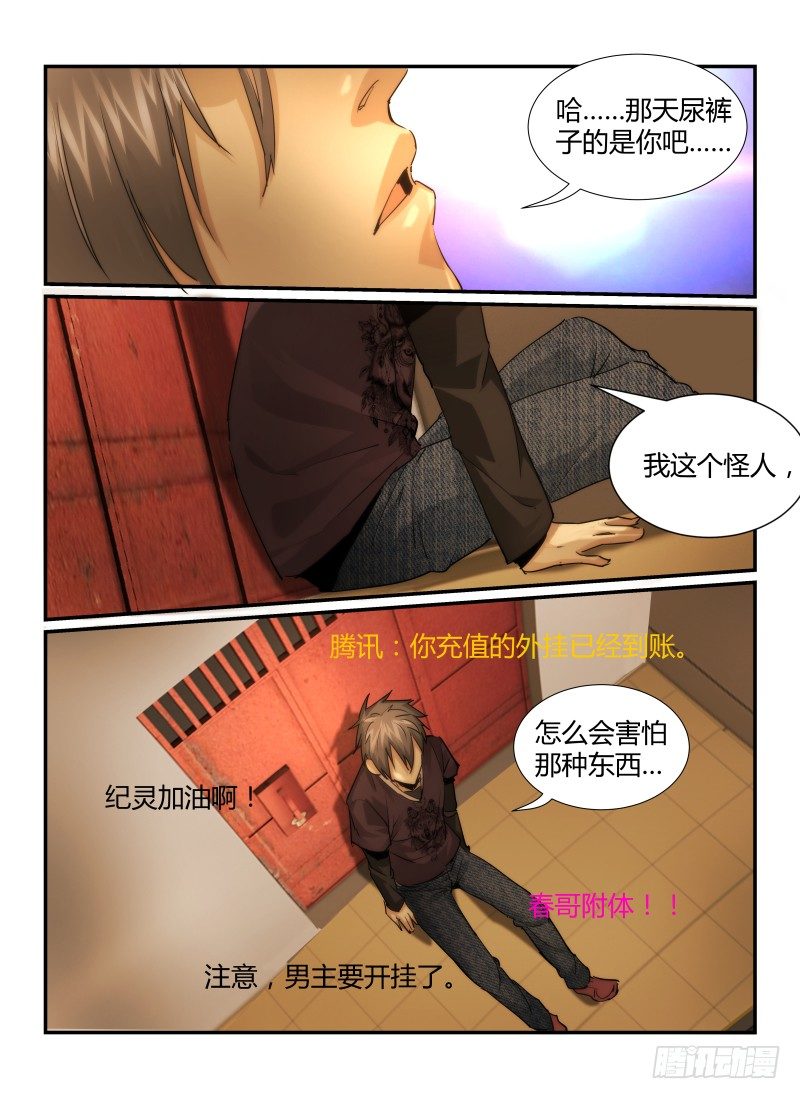 哈……那天尿裤
子的是你吧……
我这个怪人，
腾讯：你充值的外挂已经到账。
怎么会害怕
那种东西…
纪灵加油啊！
春哥附体！！
注意，男主要开挂了。
腾讯动漫